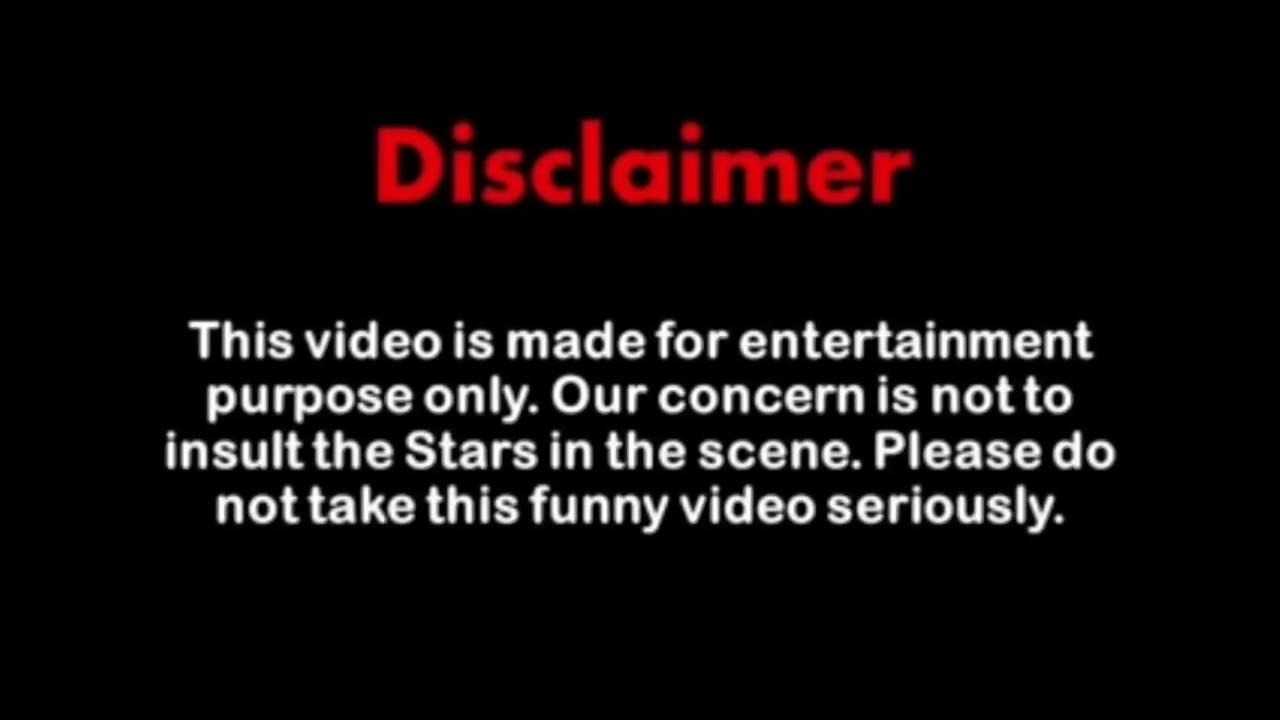 Disclaimer
This video is made for entertainment
purpose only. Our concern is not to
insult the Stars in the scene. Please do
not take this funny video seriously.